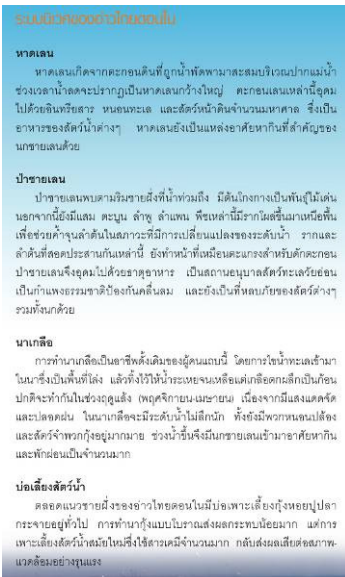 ระบบนิเวศของอ่าวไทยตอนใน
หาดเลน
หาดเลนเกิดจากตะกอนดินที่ถูกน้ำพัดพามาสะสมบริเวณปากแม่น้ำ
ช่วงเวลาน้ำลดจะปรากฏเป็นหาดเลนกว้างใหญ่ ตะกอนเลนเหล่านี้อุดม
ไปด้วยอินทรียสาร หนอนทะเล และสัตว์หน้าดินจำนวนมหาศาล ซึ่งเป็น
อาหารของสัตว์น้ำต่างๆ หาดเลนยังเป็นแหล่งอาศัยหากินที่สำคัญของ
นกชายเลนด้วย
ป่าชายเลน
ป่าชายเลนพบตามริมชายฝั่งที่น้ำท่วมถึง มีต้นโกงกางเป็นพันธุ์ไม้เด่น
นอกจากนี้ยังมีแสม ตะบูน ลำพู ลำแพน พืชเหล่านี้มีรากโผล่ขึ้นมาเหนือพื้น
เพื่อช่วยค้ำจุนลำต้นในสภาวะที่มีการเปลี่ยนแปลงของระดับน้ำ รากและ
ลำต้นที่สอดประสานกันเหล่านี้ ยังทำหน้าที่เหมือนตะแกรงสำหรับดักตะกอน
ป่าชายเลนจึงอุดมไปด้วยธาตุอาหาร เป็นสถานอนุบาลสัตว์ทะเลวัยอ่อน
เป็นกำแพงธรรมชาติป้องกันคลื่นลม และยังเป็นที่หลบภัยของสัตว์ต่างๆ
รวมทั้งนกด้วย
นาเกลือ
การทำนาเกลือเป็นอาชีพดั้งเดิมของผู้คนแถบนี้ โดยการไขน้ำทะเลเข้ามา
ในนาซึ่งเป็นพื้นที่โล่ง แล้วทิ้งไว้ให้น้ำระเหยจนเหลือแต่เกลือตกผลึกเป็นก้อน
ปกติจะทำกันในช่วงฤดูแล้ง (พฤศจิกายน-เมษายน) เนื่องจากมีแสงแดดจัด
และปลอดฝน ในนาเกลือจะมีระดับน้ำไม่ลึกนัก ทั้งยังมีพวกหนอนปล้อง
และสัตว์จำพวกกุ้งอยู่มากมาย ช่วงน้ำขึ้นจึงมีนกชายเลนเข้ามาอาศัยหากิน
และพักผ่อนเป็นจำนวนมาก
บ่อเลี้ยงสัตว์น้ำ
ตลอดแนวชายฝั่งของอ่าวไทยตอนในมีบ่อเพาะเลี้ยงกุ้งหอยปูปลา
กระจายอยู่ทั่วไป การทำนากุ้งแบบโบราณส่งผลกระทบน้อยมาก แต่การ
เพาะเลี้ยงสัตว์น้ำสมัยใหม่ซึ่งใช้สารเคมีจำนวนมาก กลับส่งผลเสียต่อสภาพ-
แวดล้อมอย่างรุนแรง